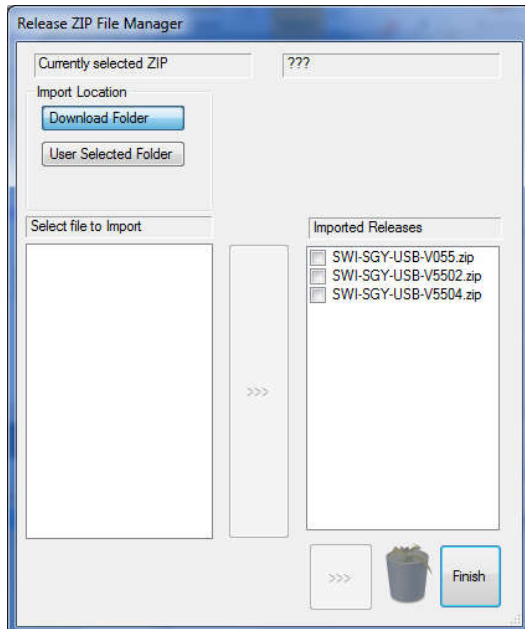 Release ZIP File Manager
Currently selected ZIP
???
Import Location
Download Folder
User Selected Folder
Select file to Import
Imported Releases
SWI-SGY-USB-V055.zip
SWI-SGY-USB-V5502.zip
SWI-SGY-USB-V5504.zip
>>>
>>>
Finish